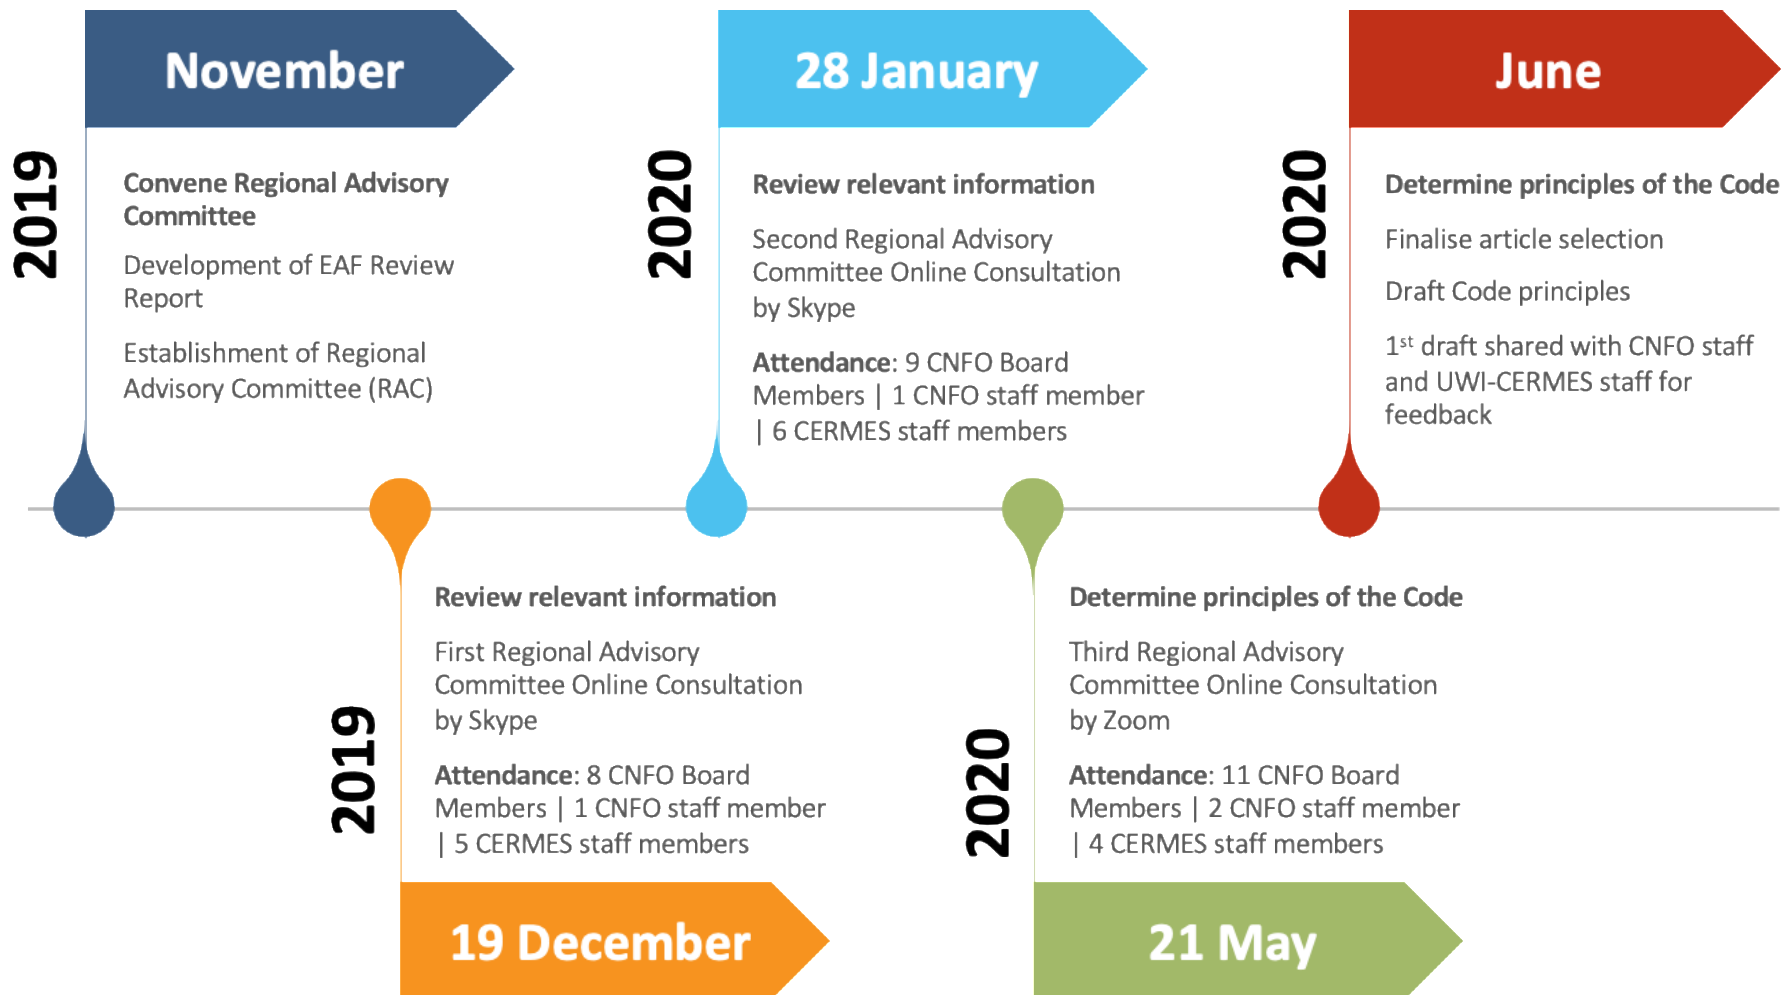 November
2019
Convene Regional Advisory
Committee
Development of EAF Review
Report
Establishment of Regional
Advisory Committee (RAC)
19 December
2019
Review relevant information
First Regional Advisory
Committee Online Consultation
by Skype
Attendance: 8 CNFO Board
Members | 1 CNFO staff member
| 5 CERMES staff members
28 January
2020
Review relevant information
Second Regional Advisory
Committee Online Consultation
by Skype
Attendance: 9 CNFO Board
Members | 1 CNFO staff member
| 6 CERMES staff members
21 May
2020
Determine principles of the Code
Third Regional Advisory
Committee Online Consultation
by Zoom
Attendance: 11 CNFO Board
Members | 2 CNFO staff member
| 4 CERMES staff members
June
2020
Determine principles of the Code
Finalise article selection
Draft Code principles
1st draft shared with CNFO staff
and UWI-CERMES staff for
feedback